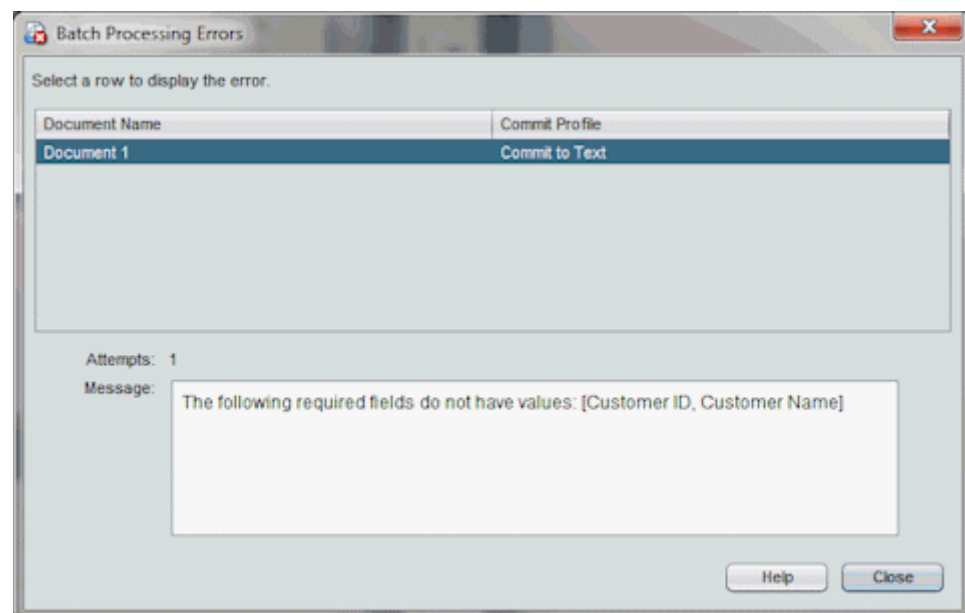 Batch Processing Errors
Select a row to display the error.
Document Name Commit Profile
Document 1 Commit to Text
Attempts: 1
Message: The following required fields do not have values: [Customer ID, Customer Name]
Help Close